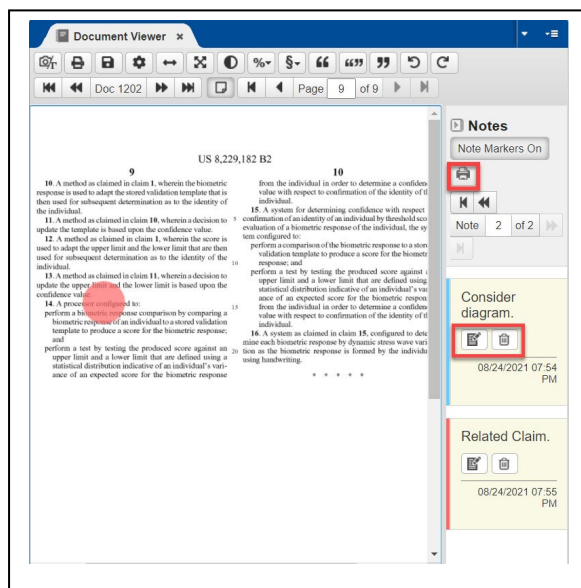 Document Viewer ×
Doc 1202
Page 9 of 9
US 8,229,182 B2
9
10. A method as claimed in claim 1, wherein the biometric
response is used to adapt the stored validation template that is
then used for subsequent determination as to the identity of
the individual.
11. A method as claimed in claim 10, wherein a decision to
update the template is based upon the confidence value.
12. A method as claimed in claim 1, wherein the score is
used to adapt the upper limit and the lower limit that are then
used for subsequent determination as to the identity of the
individual.
13. A method as claimed in claim 11, wherein a decision to
update the upper limit and the lower limit is based upon the
confidence value.
14. A processor configured to:
perform a biometric response comparison by comparing a
biometric response of an individual to a stored validation
template to produce a score for the biometric response;
and
perform a test by testing the produced score against an
upper limit and a lower limit that are defined using a
statistical distribution indicative of an individual's vari-
ance of an expected score for the biometric response
5
10
15
20
10
from the individual in order to determine a confiden
value with respect to confirmation of the identity of th
individual.
15. A system for determining confidence with respect
confirmation of an identity of an individual by threshold sco
evaluation of a biometric response of the individual, the sy
tem configured to:
perform a comparison of the biometric response to a stor
validation template to produce a score for the biometric
response; and
perform a test by testing the produced score against a
upper limit and a lower limit that are defined using
statistical distribution indicative of an individual's var
ance of an expected score for the biometric respon
from the individual in order to determine a confiden
value with respect to confirmation of the identity of th
individual.
16. A system as claimed in claim 15, configured to dete
mine each biometric response by dynamic stress wave vari
tion as the biometric response is formed by the individu
using handwriting.
* * * * *
Notes
Note Markers On
Note 2 of 2
Consider
diagram.
08/24/2021 07:54
PM
Related Claim.
08/24/2021 07:55
PM